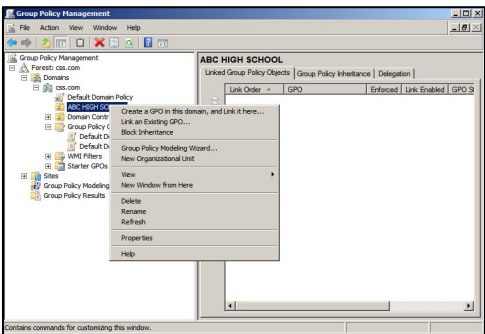 Group Policy Management
File Action View Window Help
Group Policy Management
Forest: css.com
Domains
css.com
Default Domain Policy
ABC HIGH SC
Domain Contr
Group Policy O
Default D
Default D
WMI Filters
Starter GPOs
Sites
Group Policy Modeling
Group Policy Results
Create a GPO in this domain, and Link it here...
Link an Existing GPO...
Block Inheritance
Group Policy Modeling Wizard...
New Organizational Unit
View
New Window from Here
Delete
Rename
Refresh
Properties
Help
ABC HIGH SCHOOL
Linked Group Policy Objects Group Policy Inheritance Delegation
Link Order GPO Enforced Link Enabled GPO St
Contains commands for customizing this window.